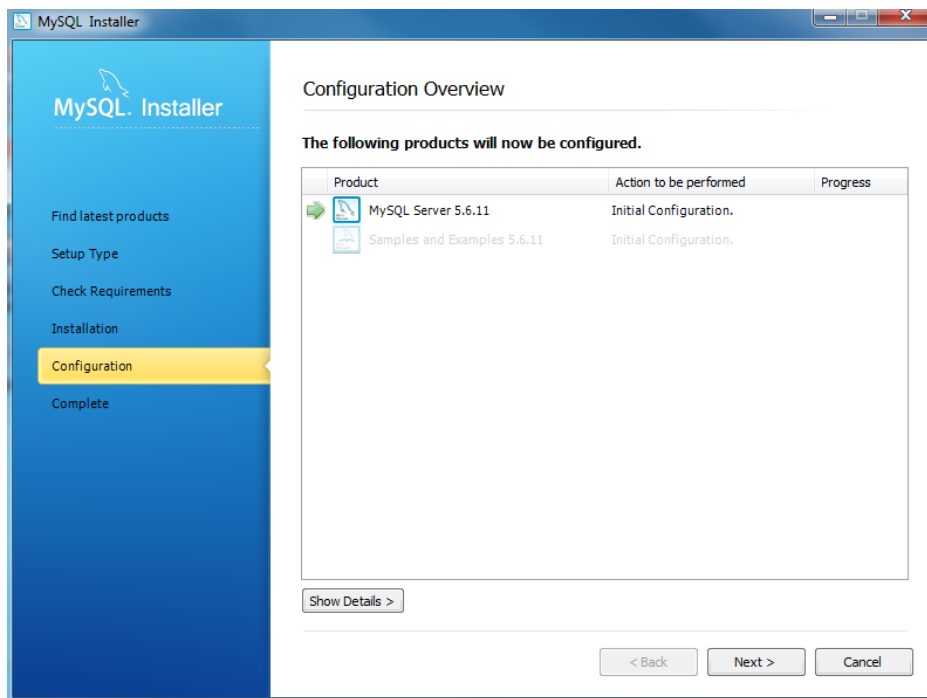 MySQL Installer
MySQL. Installer
Find latest products
Setup Type
Check Requirements
Installation
Configuration
Complete
Configuration Overview
The following products will now be configured.
Product Action to be performed Progress
MySQL Server 5.6.11 Initial Configuration.
Samples and Examples 5.6.11 Initial Configuration.
Show Details >
< Back Next > Cancel